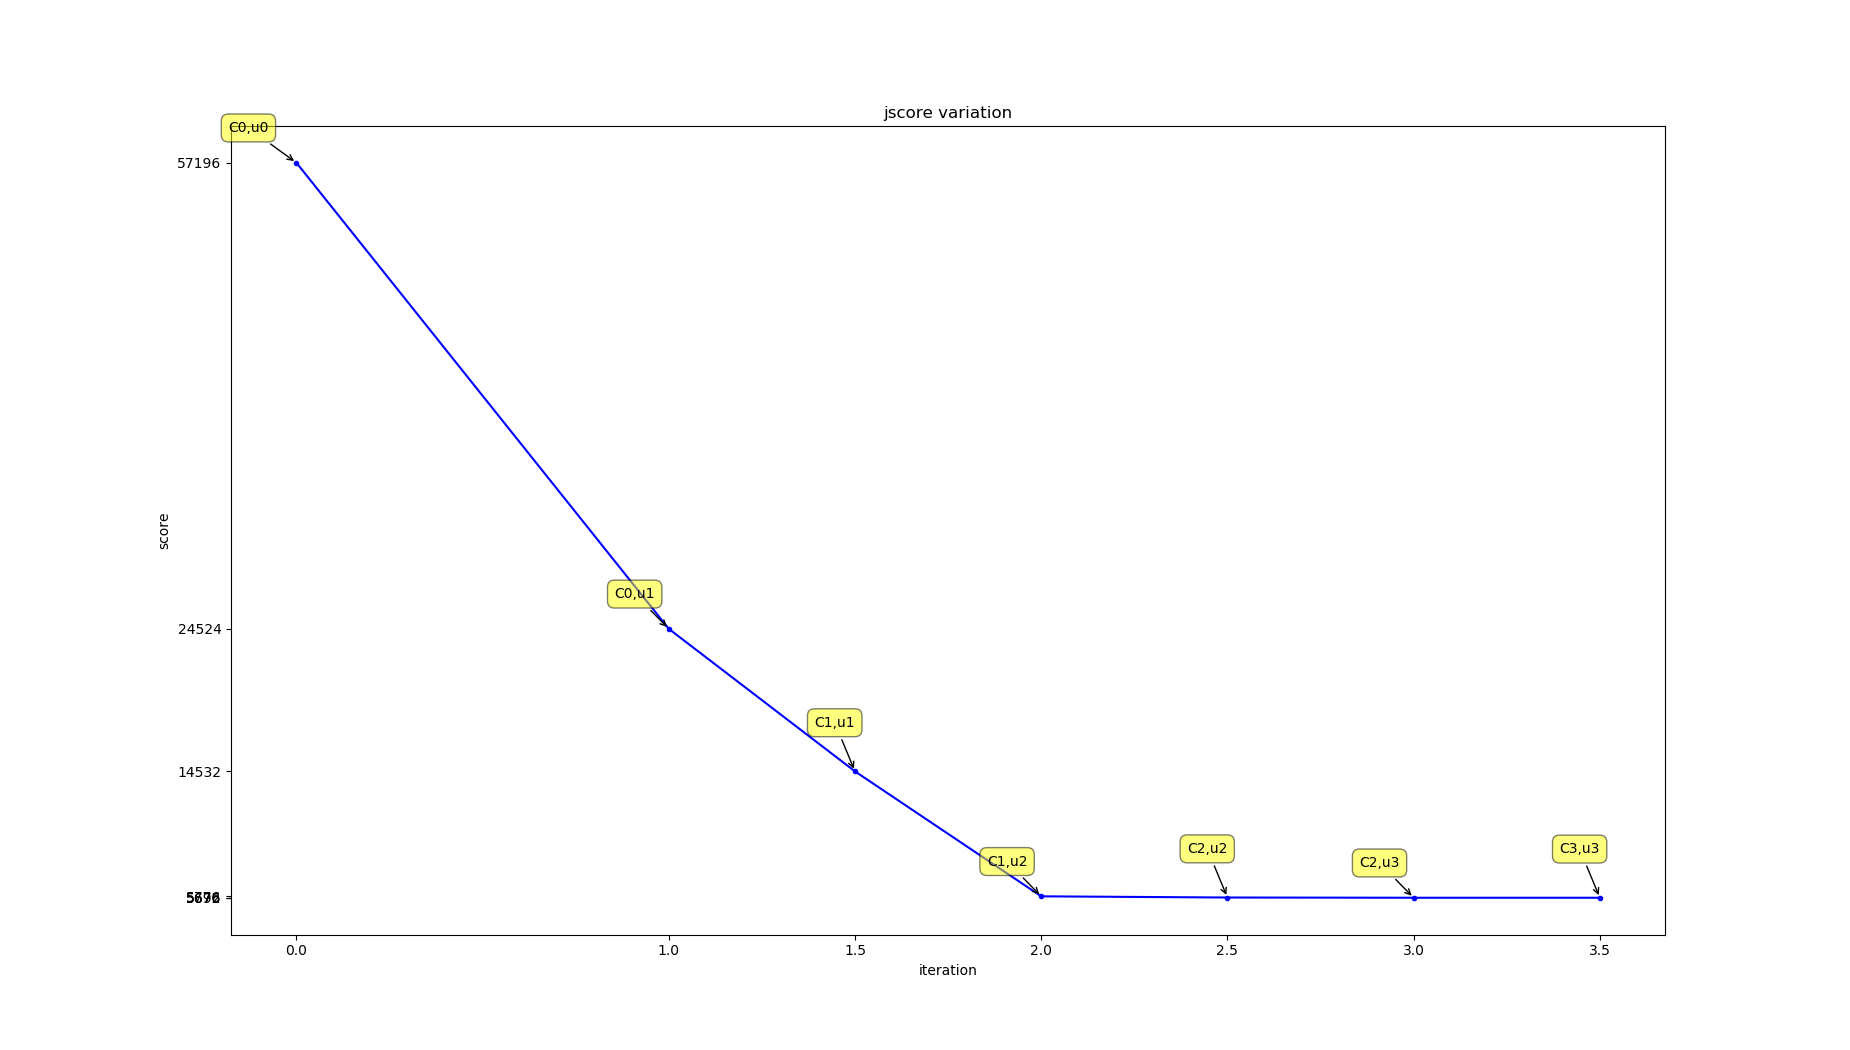 jscore variation
C0,u0
57196
score
C0,u1
24524
C1,u1
14532
C1,u2
C2,u2
C2,u3
C3,u3
0.0 1.0 1.5 2.0 2.5 3.0 3.5
iteration